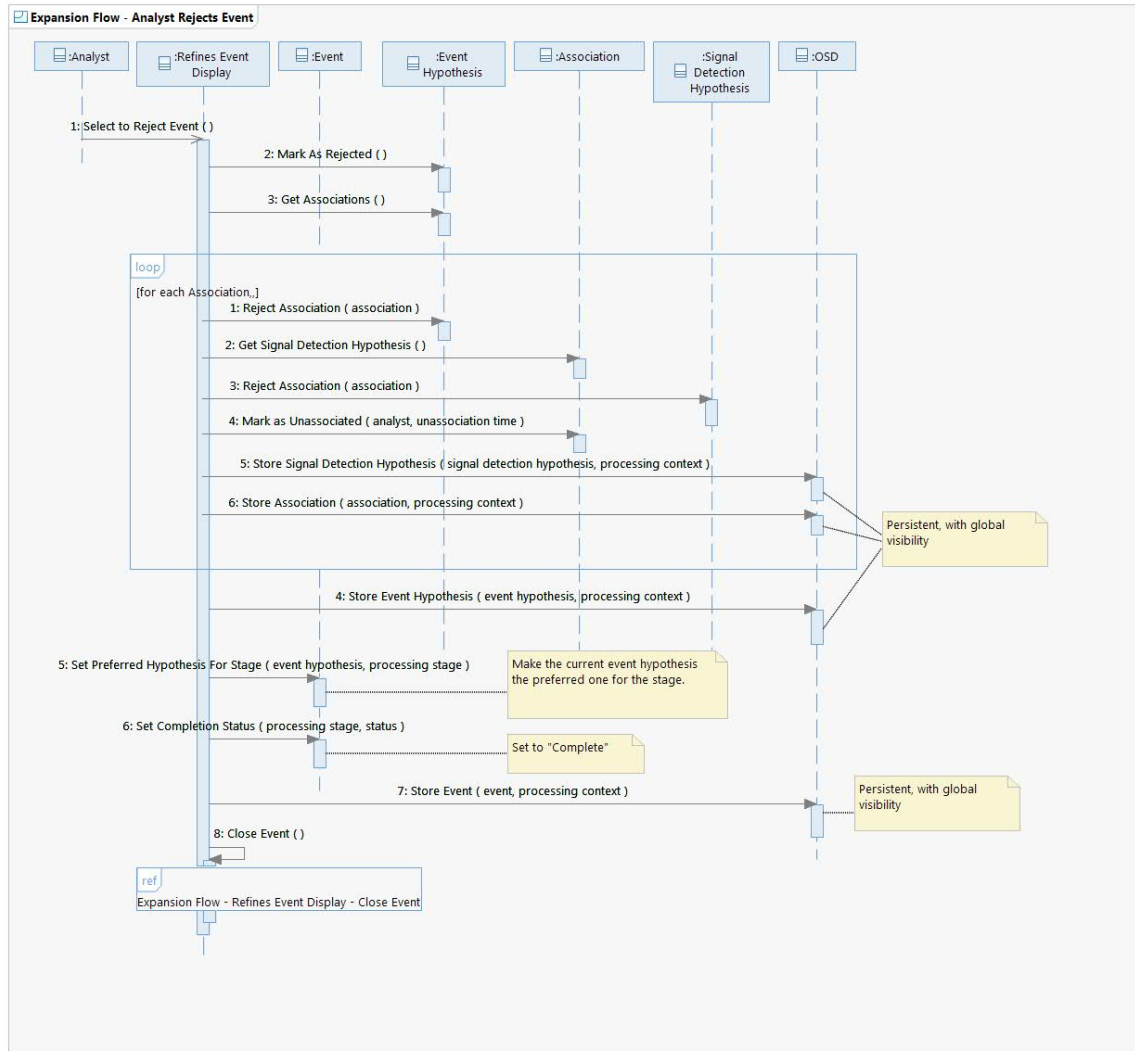 Expansion Flow - Analyst Rejects Event
:Analyst
:Refines Event
Display
:Event
:Event
Hypothesis
:Association
:Signal
Detection
Hypothesis
:OSD
1: Select to Reject Event ( )
2: Mark As Rejected ( )
3: Get Associations ( )
loop
[for each Association,,]
1: Reject Association ( association )
2: Get Signal Detection Hypothesis ( )
3: Reject Association ( association )
4: Mark as Unassociated ( analyst, unassociation time )
5: Store Signal Detection Hypothesis ( signal detection hypothesis, processing context )
6: Store Association ( association, processing context )
Persistent, with global
visibility
4: Store Event Hypothesis ( event hypothesis, processing context )
5: Set Preferred Hypothesis For Stage ( event hypothesis, processing stage )
Make the current event hypothesis
the preferred one for the stage.
6: Set Completion Status ( processing stage, status )
Set to "Complete"
7: Store Event ( event, processing context )
Persistent, with global
visibility
8: Close Event ( )
ref
Expansion Flow - Refines Event Display - Close Event